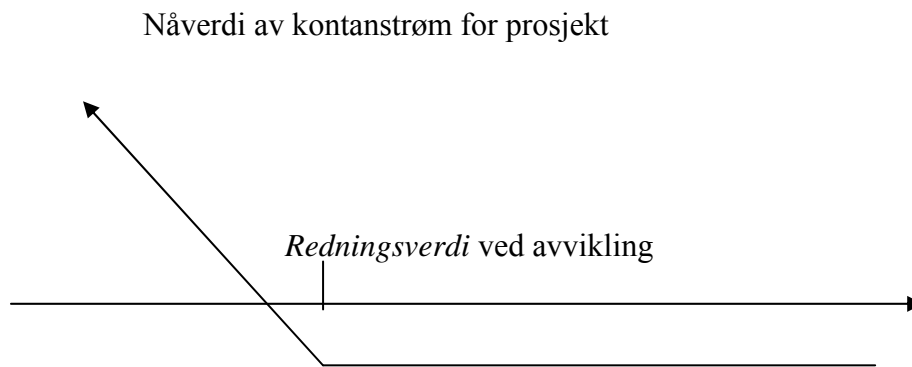 Nåverdi av kontanstrøm for prosjekt
Redningsverdi ved avvikling